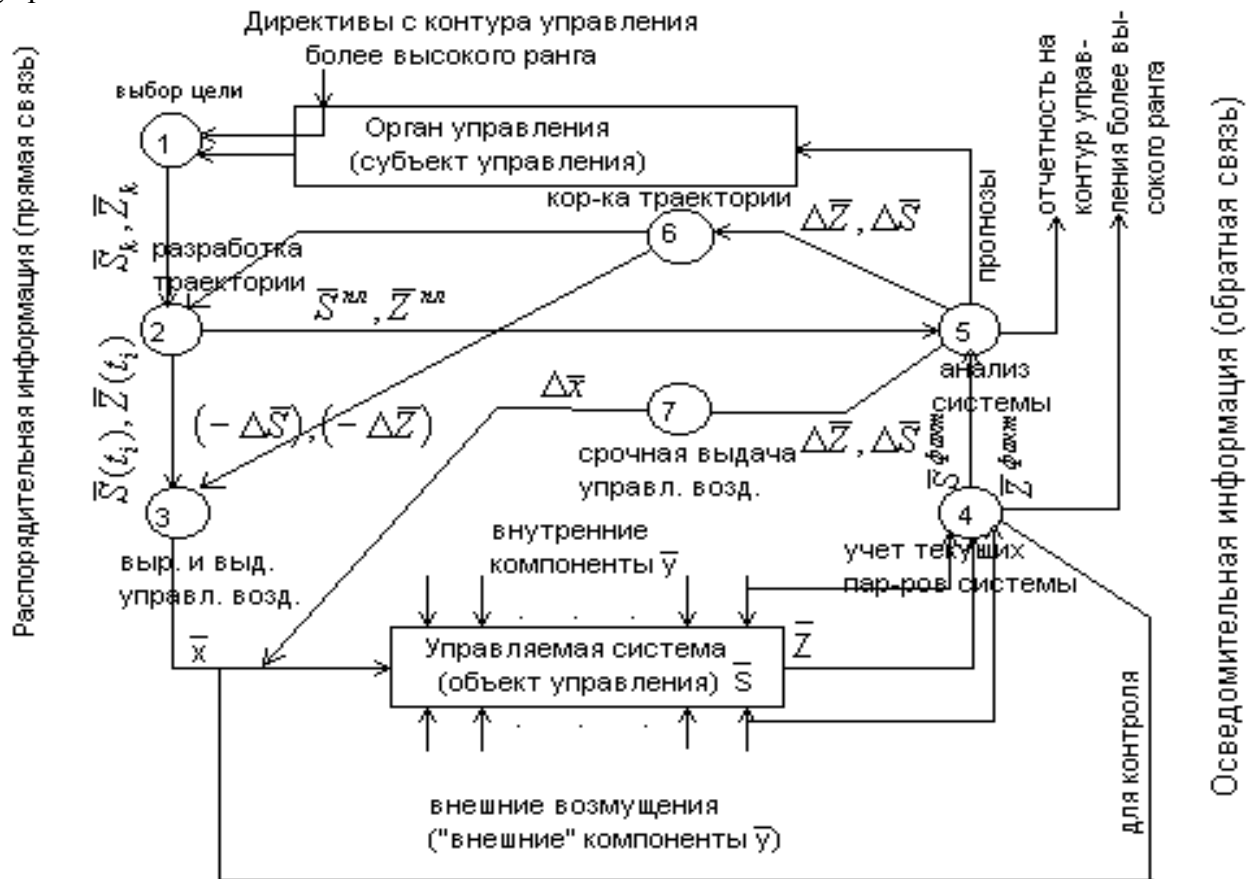 Директивы с контура управления
более высокого ранга
выбор цели
1
Орган управления
(субъект управления)
отчетность на
контур управ-
ления более вы-
сокого ранга
Распорядительная информация (прямая связь)
Осведомительная информация (обратная связь)
S̅ₖ, Z̅ₖ
кор-ка траектории
6
ΔZ̅, ΔS̅
прогнозы
разработка
траектории
2
S̅ пл, Z̅ пл
5
анализ
системы
S̅(tᵢ), Z̅(tᵢ)
(-ΔS̅), (-ΔZ̅)
Δx̅
7
ΔZ̅, ΔS̅
срочная выдача
управл. возд.
S̅ факт
Z̅ факт
3
4
выр. и выд.
управл. возд.
внутренние
компоненты y̅
учет текущих
пар-ров системы
x̅
. . .
Управляемая система
(объект управления) S̅
Z̅
. . .
для контроля
внешние возмущения
("внешние" компоненты y̅)